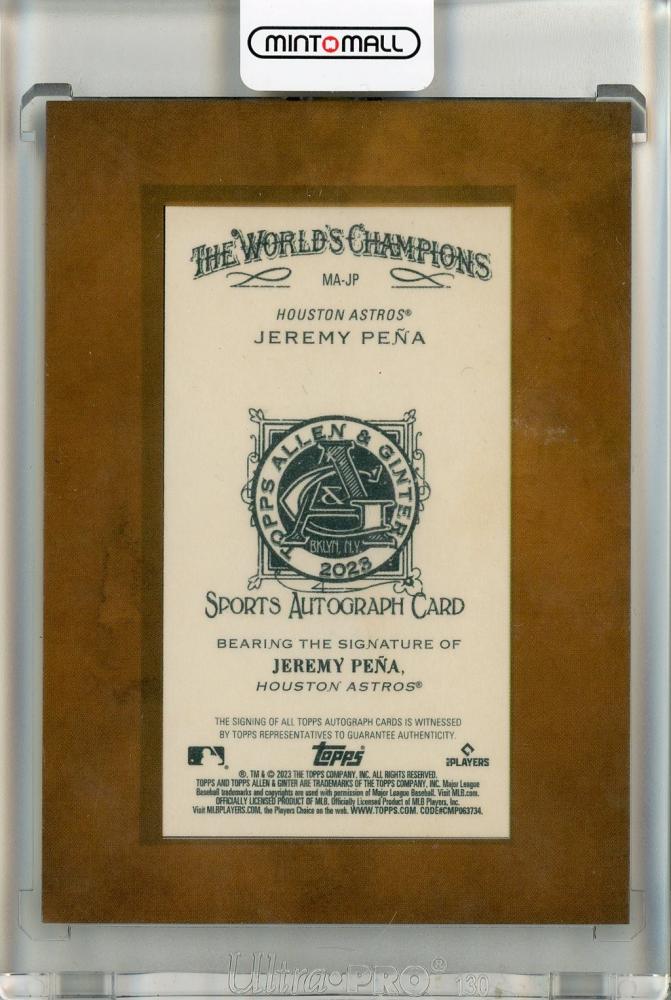 MINTMALL
THE WORLD'S CHAMPIONS
MA-JP
HOUSTON ASTROS®
JEREMY PEÑA
TOPPS ALLEN & GINTER
A&G
BKLYN, N.Y.
2023
SPORTS AUTOGRAPH CARD
BEARING THE SIGNATURE OF
JEREMY PEÑA,
HOUSTON ASTROS®
THE SIGNING OF ALL TOPPS AUTOGRAPH CARDS IS WITNESSED
BY TOPPS REPRESENTATIVES TO GUARANTEE AUTHENTICITY.
topps
PLAYERS
®, TM & © 2023 THE TOPPS COMPANY, INC. ALL RIGHTS RESERVED.
TOPPS AND TOPPS ALLEN & GINTER ARE TRADEMARKS OF THE TOPPS COMPANY, INC. Major League
Baseball trademarks and copyrights are used with permission of Major League Baseball. Visit MLB.com.
OFFICIALLY LICENSED PRODUCT OF MLB. Officially Licensed Product of MLB Players, Inc.
Visit MLBPLAYERS.COM, the Players Choice on the web. WWW.TOPPS.COM. CODE#CMP063734.
Ultra•PRO® 130